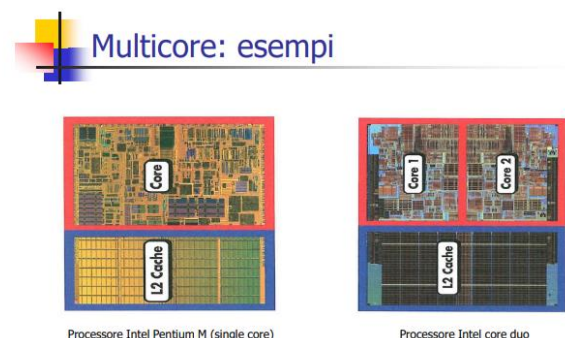 Multicore: esempi
Core
L2 Cache
Core 1
Core 2
L2 Cache
Processore Intel Pentium M (single core)
Processore Intel core duo